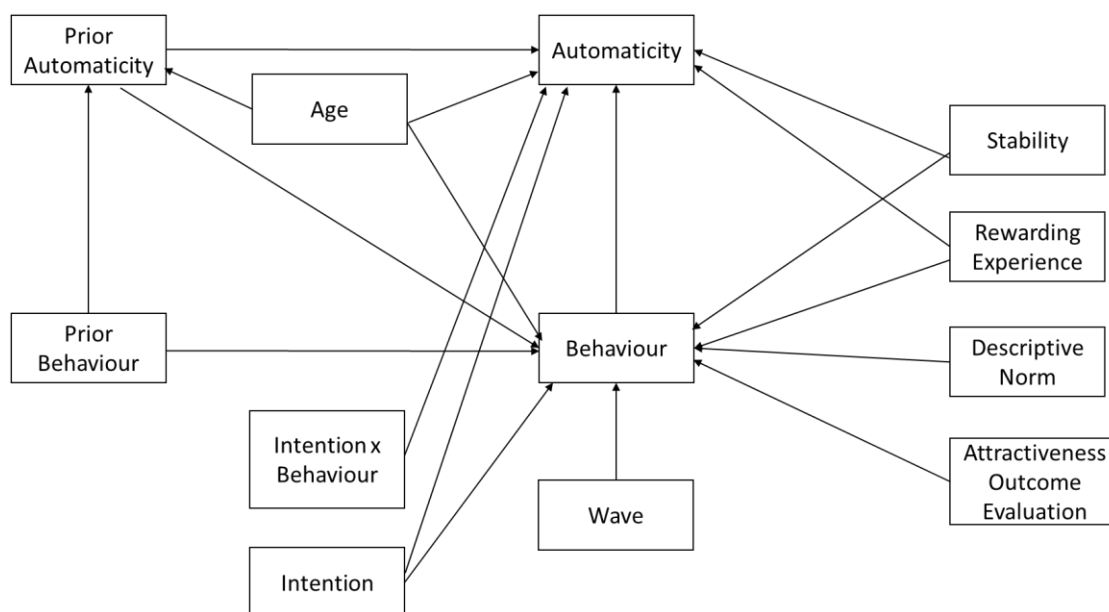 Prior
Automaticity
Automaticity
Age
Stability
Rewarding
Experience
Prior
Behaviour
Behaviour
Descriptive
Norm
Intention x
Behaviour
Attractiveness
Outcome
Evaluation
Wave
Intention